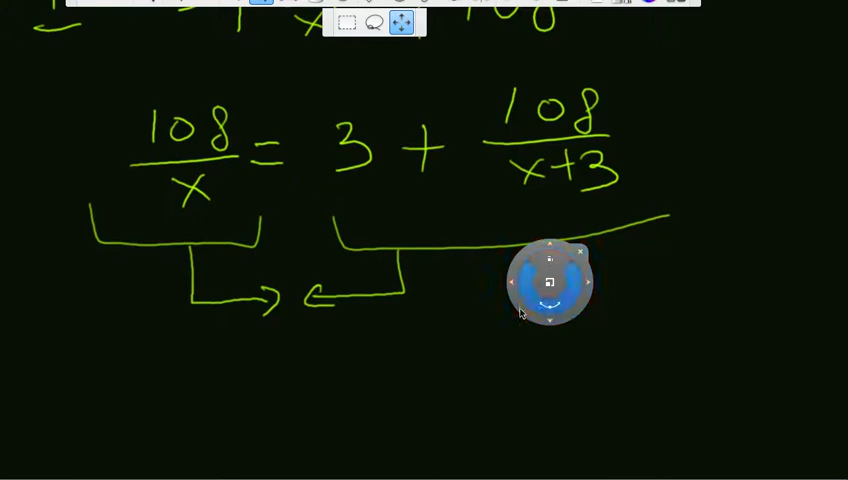 108/x = 3 + 108/(x+3)